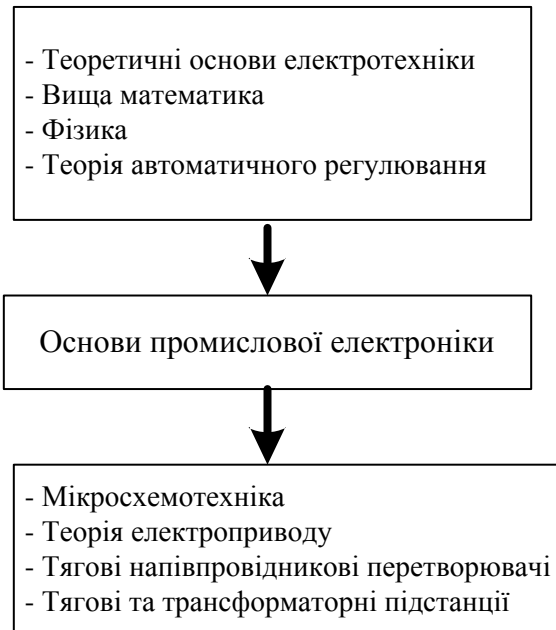 - Теоретичні основи електротехніки
- Вища математика
- Фізика
- Теорія автоматичного регулювання
Основи промислової електроніки
- Мікросхемотехніка
- Теорія електроприводу
- Тягові напівпровідникові перетворювачі
- Тягові та трансформаторні підстанції